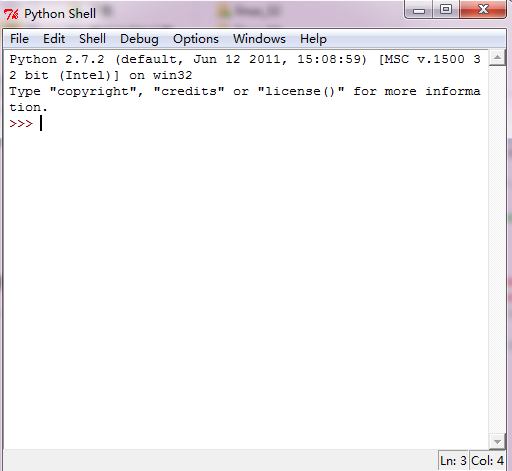 Python Shell
File Edit Shell Debug Options Windows Help
Python 2.7.2 (default, Jun 12 2011, 15:08:59) [MSC v.1500 3
2 bit (Intel)] on win32
Type "copyright", "credits" or "license()" for more informa
tion.
>>>
Ln: 3 Col: 4